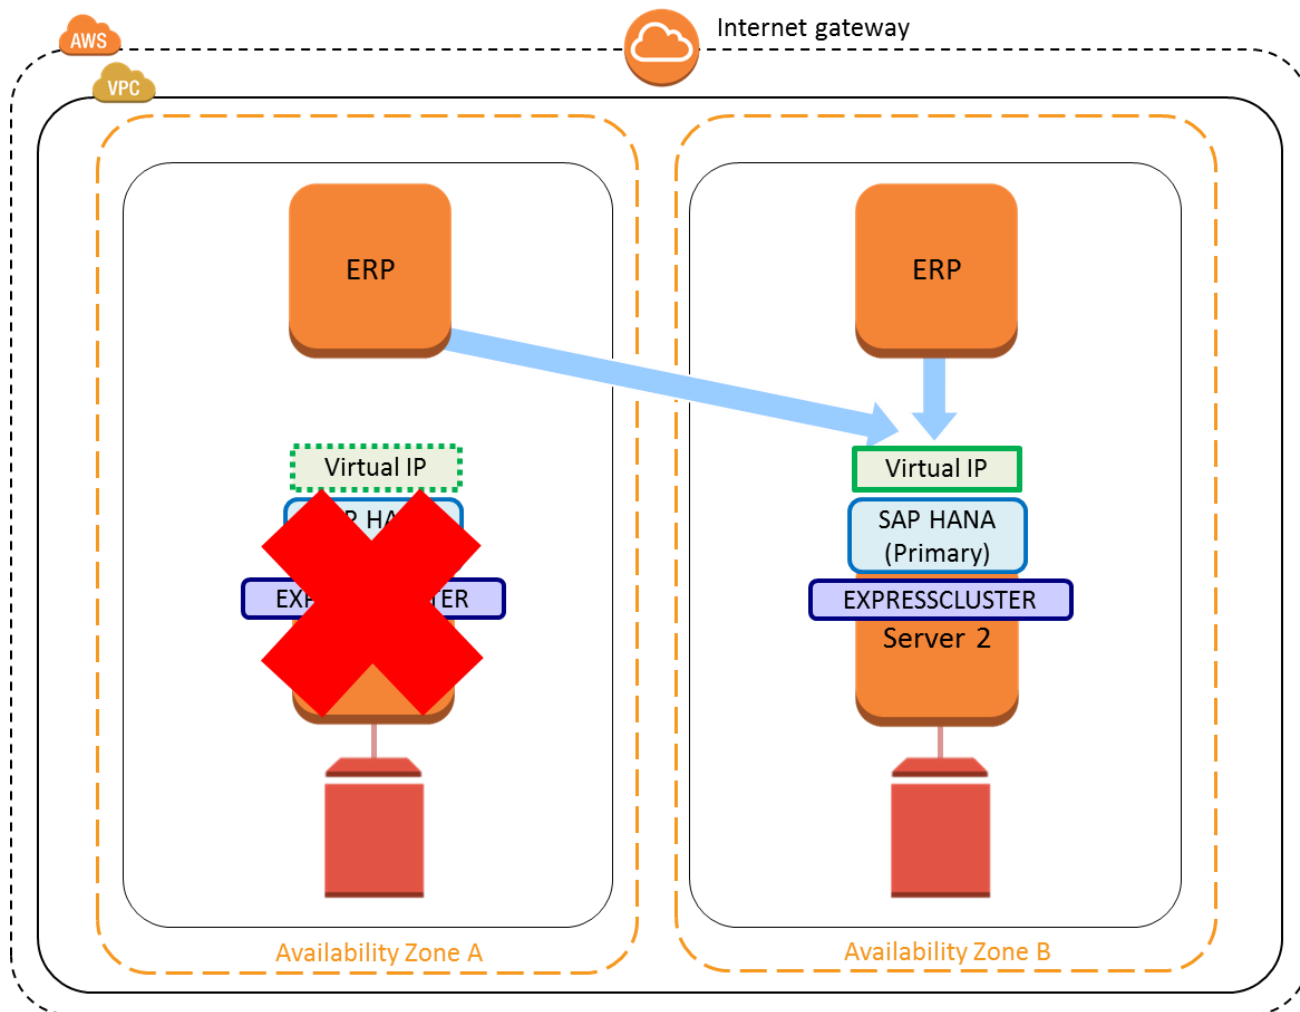 AWS
Internet gateway
VPC
ERP
ERP
Virtual IP
Virtual IP
SAP HANA
(Primary)
EXPRESSCLUSTER
Server 2
Availability Zone A
Availability Zone B